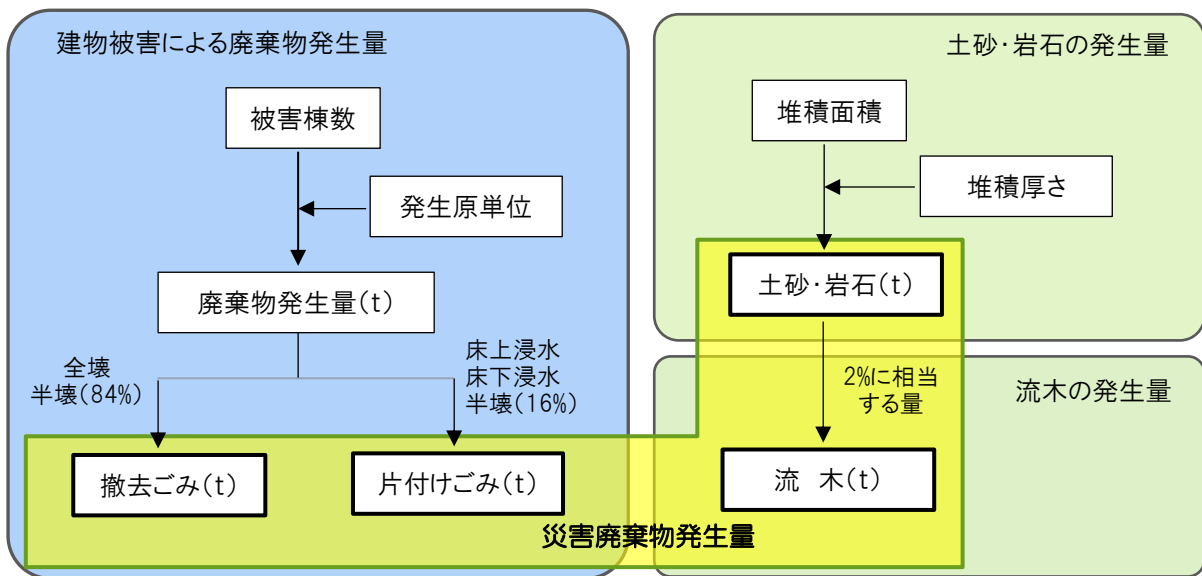 建物被害による廃棄物発生量
被害棟数
発生原単位
廃棄物発生量(t)
全壊
半壊(84%)
床上浸水
床下浸水
半壊(16%)
撤去ごみ(t)
片付けごみ(t)
土砂・岩石の発生量
堆積面積
堆積厚さ
土砂・岩石(t)
2%に相当
する量
流木の発生量
流　木(t)
災害廃棄物発生量